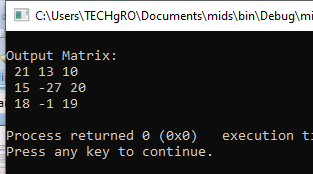 C:\Users\TECHgRO\Documents\mids\bin\Debug\mi
Output Matrix:
21 13 10
15 -27 20
18 -1 19
Process returned 0 (0x0) execution ti
Press any key to continue.